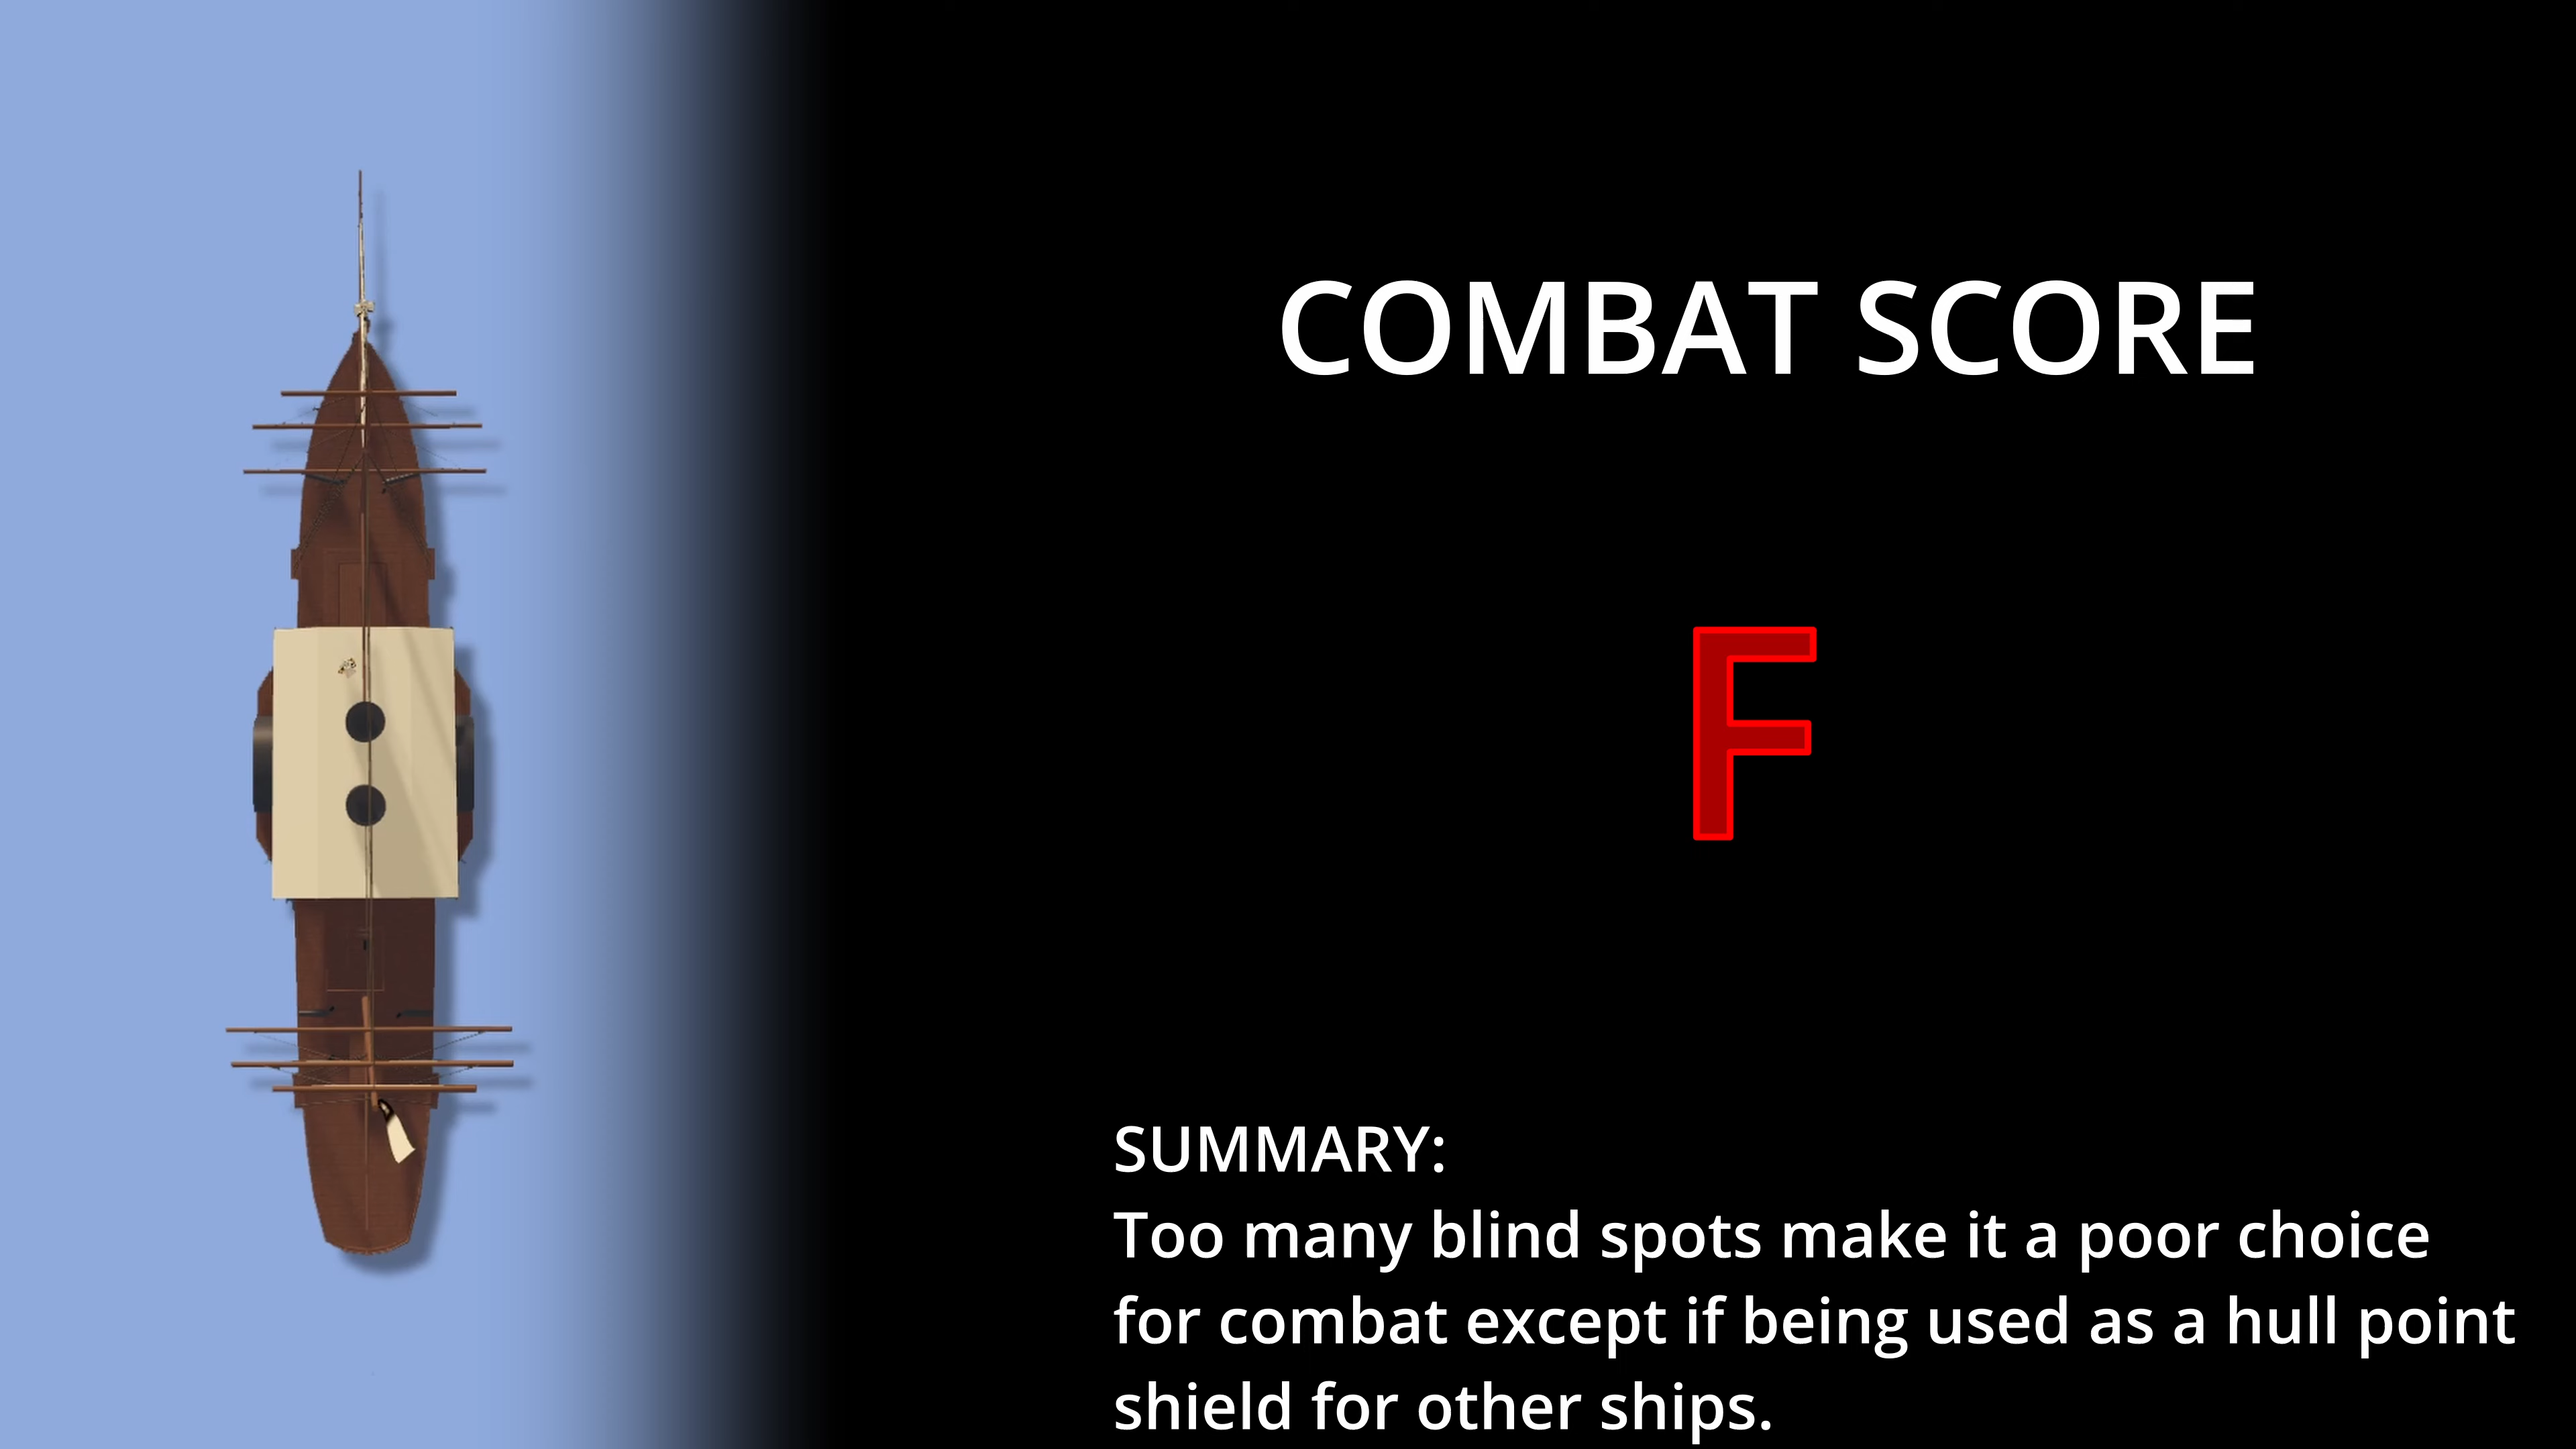 COMBAT SCORE
F
SUMMARY:
Too many blind spots make it a poor choice
for combat except if being used as a hull point
shield for other ships.